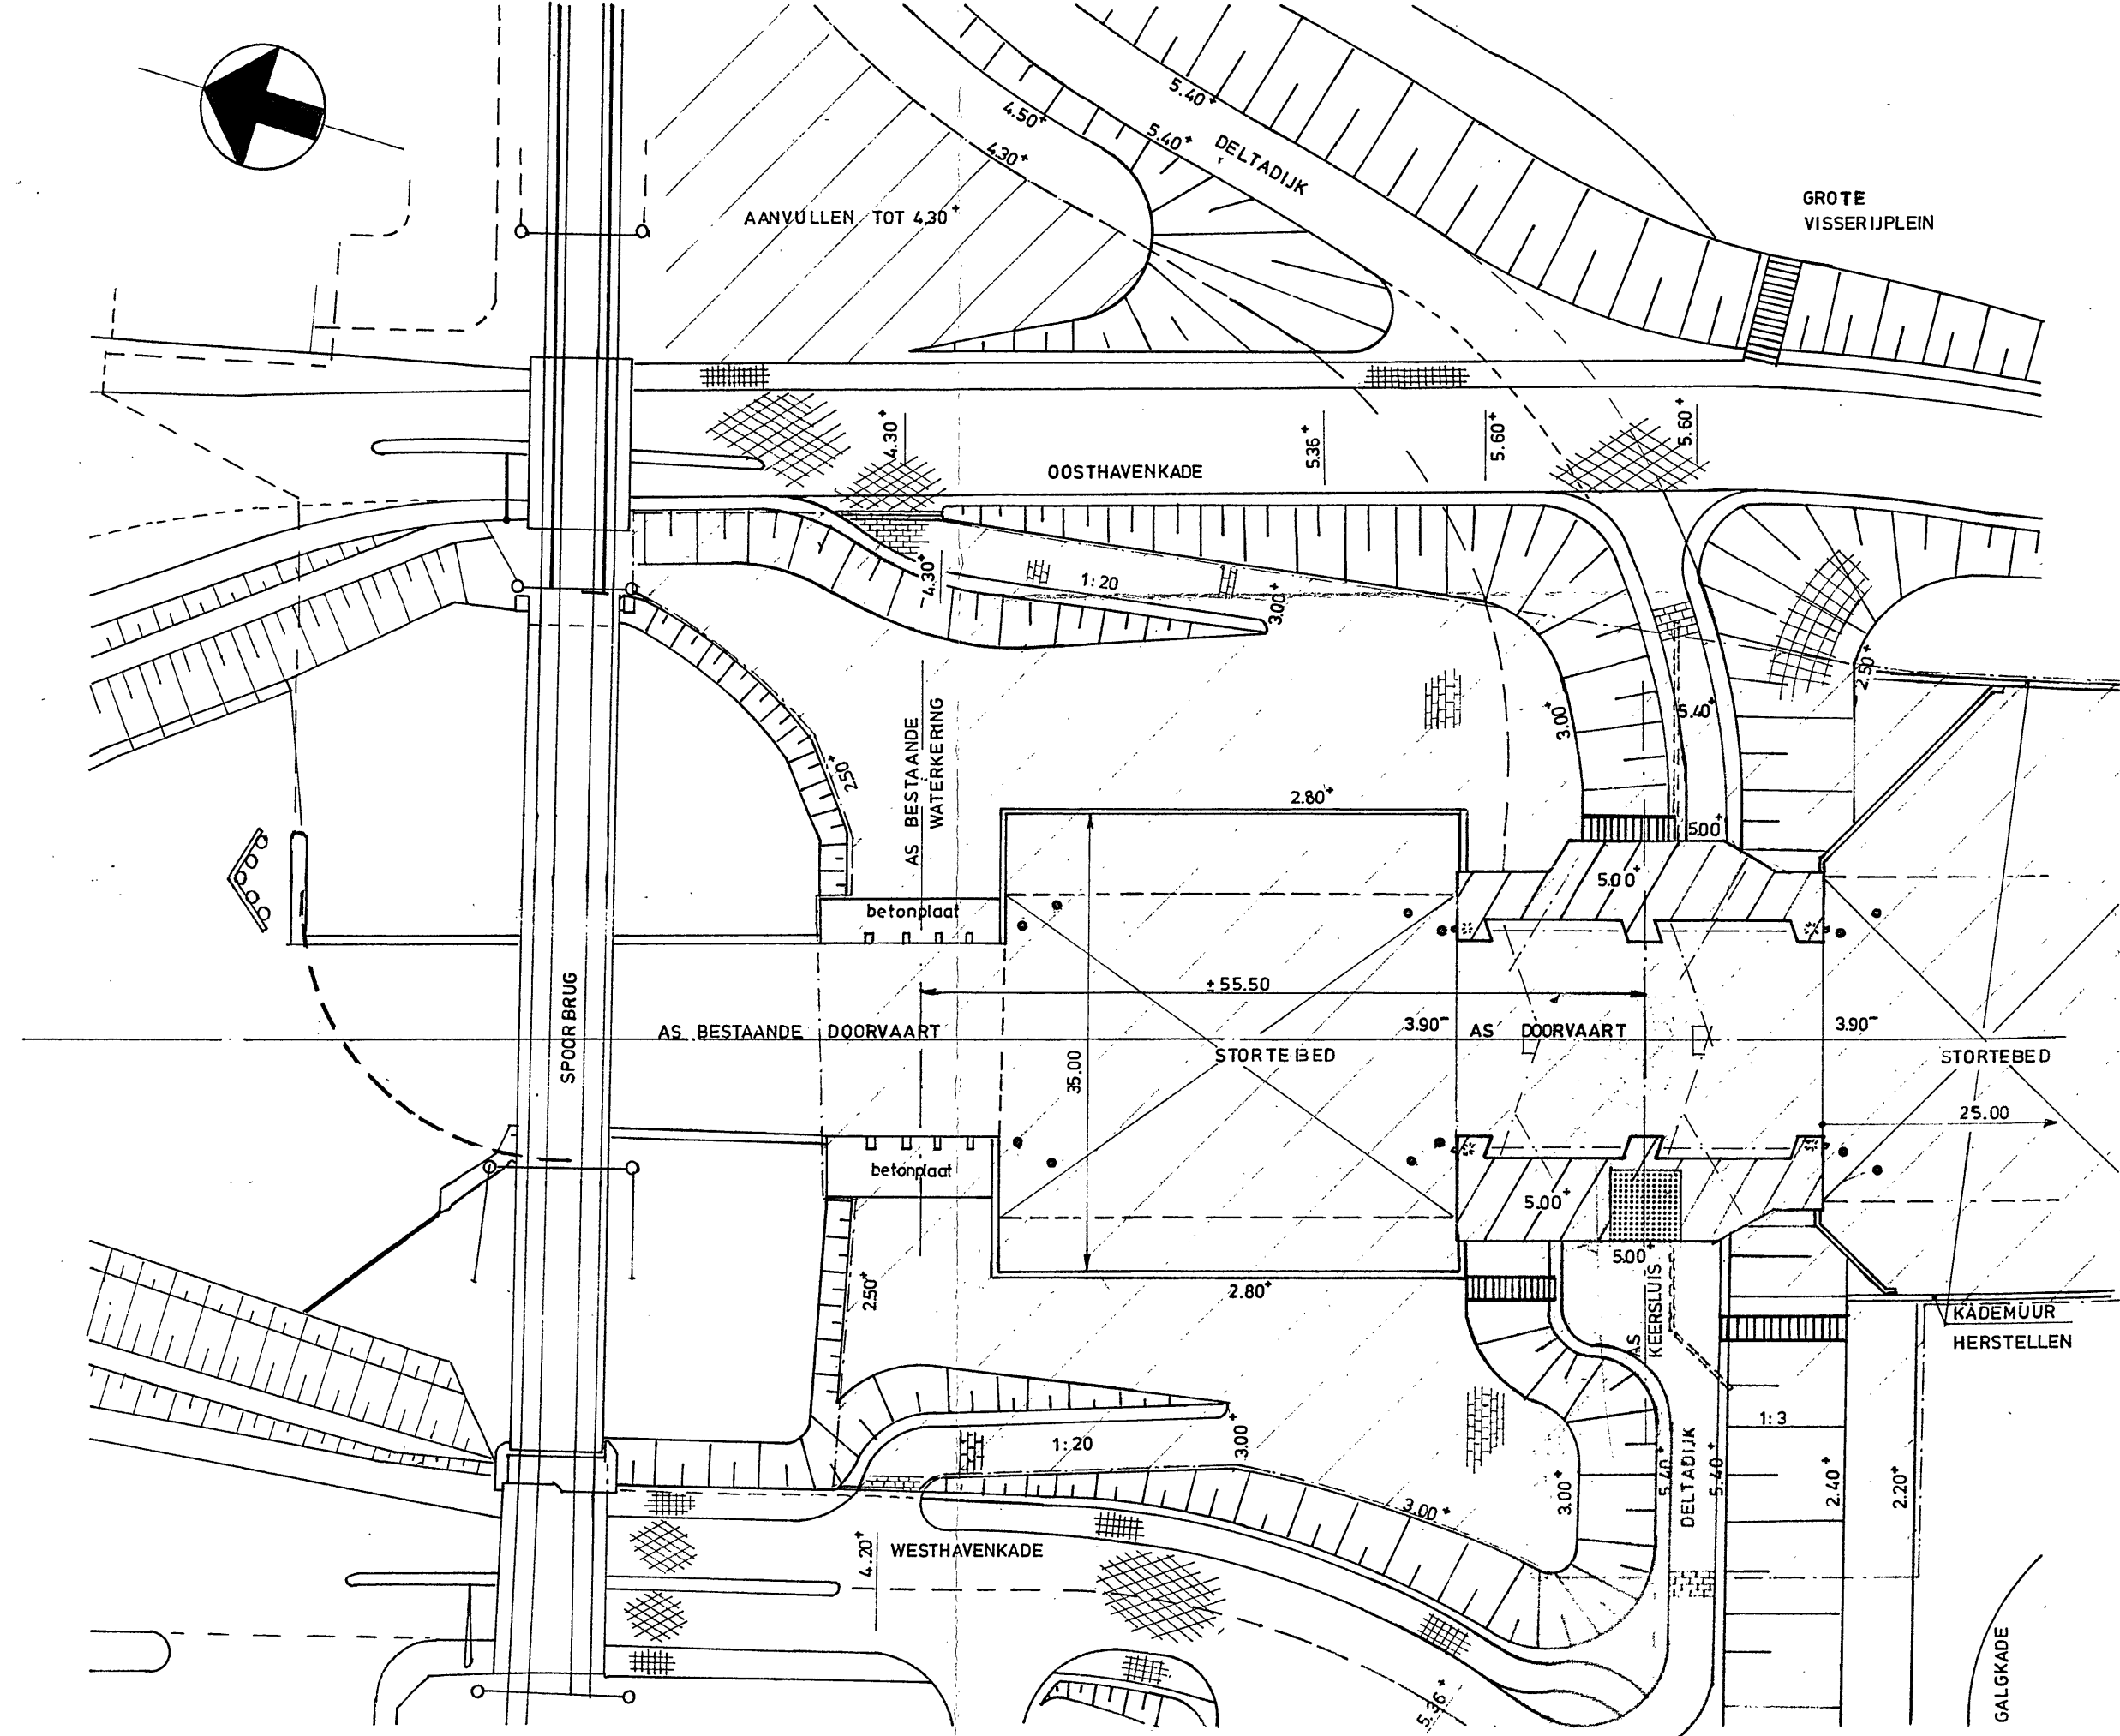 5.40⁺
4.50⁺
5.40⁺
DELTADIJK
4.30⁺
GROTE
VISSERIJPLEIN
AANVULLEN TOT 4.30⁺
4.30⁺
5.36⁺
5.60⁺
5.60⁺
OOSTHAVENKADE
4.30⁺
1:20
3.00⁺
2.50⁺
3.00⁺
5.40⁺
AS BESTAANDE
WATERKERING
2.50⁺
2.80⁺
5.00⁺
5.00⁺
betonplaat
±55.50
SPOORBRUG
AS BESTAANDE DOORVAART
3.90⁻
AS DOORVAART
3.90⁻
STORTEBED
STORTEBED
35.00
25.00
betonplaat
5.00⁺
5.00⁺
2.50⁺
2.80⁺
AS
KEERSLUIS
KADEMUUR
HERSTELLEN
1:3
1:20
3.00⁺
3.00⁺
3.00⁺
5.40⁺
DELTADIJK
5.40⁺
2.40⁺
2.20⁺
4.20⁺
WESTHAVENKADE
5.36⁺
GALGKADE